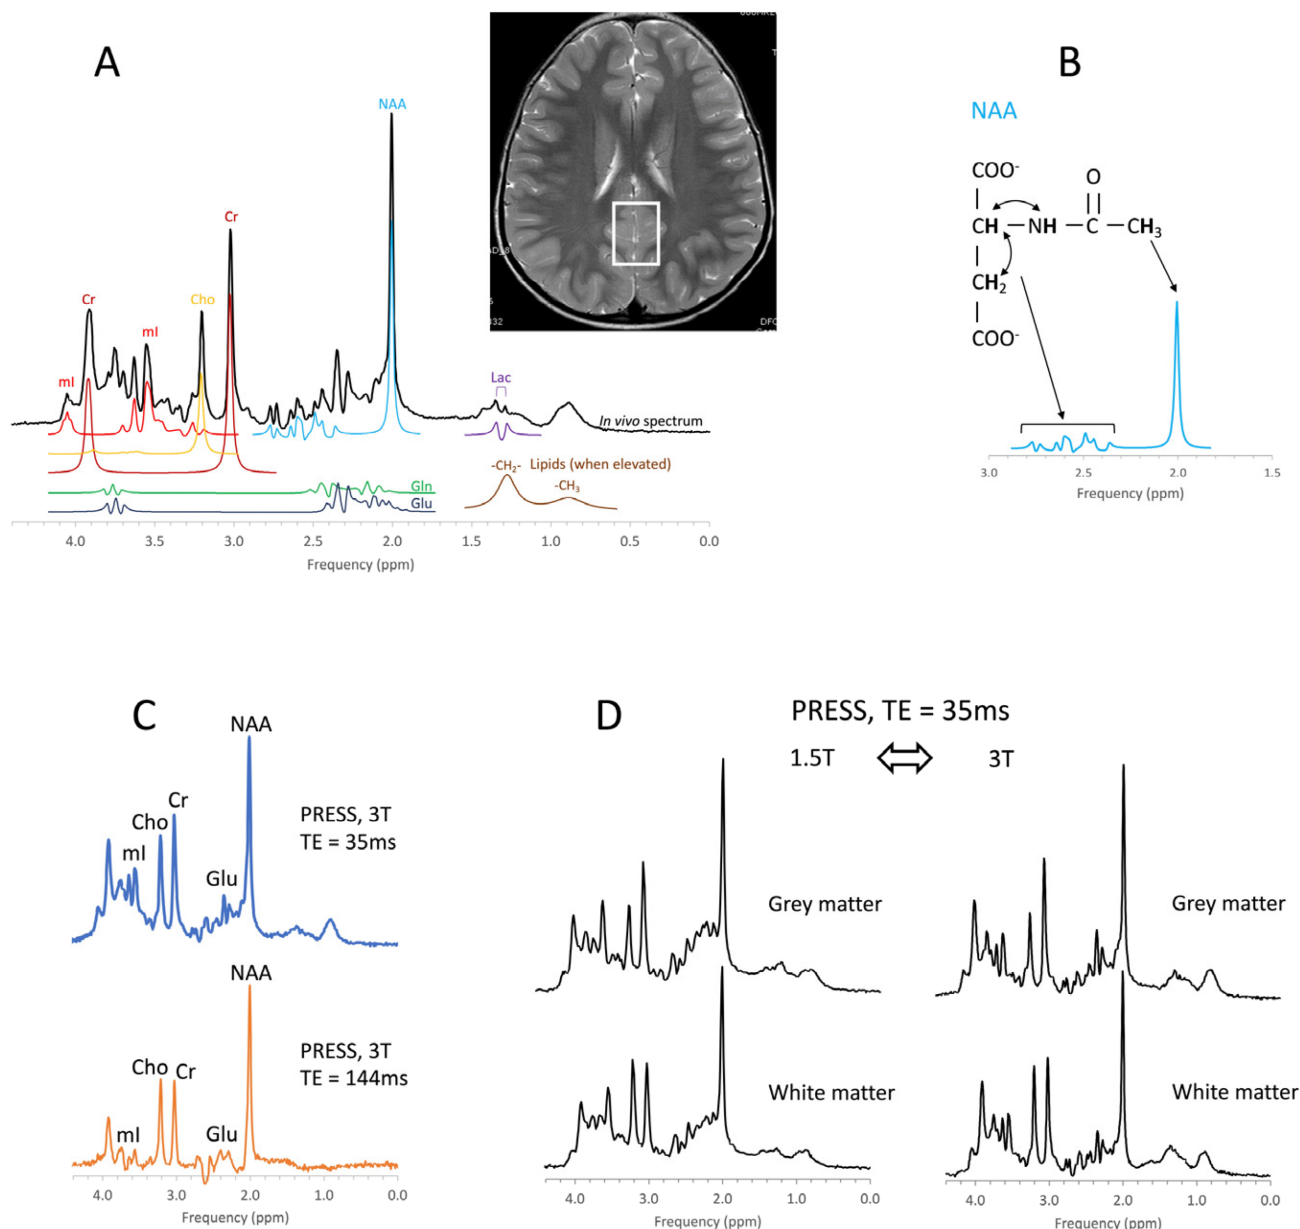 A
NAA
Cr
Cr
Cho
mI
mI
Lac
In vivo spectrum
-CH2- Lipids (when elevated)
-CH3
Gln
Glu
4.0 3.5 3.0 2.5 2.0 1.5 1.0 0.5 0.0
Frequency (ppm)
B
NAA
COO-
O
CH NH C CH3
CH2
COO-
3.0 2.5 2.0 1.5
Frequency (ppm)
C
NAA
Cr
Cho
mI
Glu
PRESS, 3T
TE = 35ms
NAA
Cho Cr
mI
Glu
PRESS, 3T
TE = 144ms
4.0 3.0 2.0 1.0 0.0
Frequency (ppm)
D
PRESS, TE = 35ms
1.5T 3T
Grey matter
Grey matter
White matter
White matter
4.0 3.0 2.0 1.0 0.0
Frequency (ppm)
4.0 3.0 2.0 1.0 0.0
Frequency (ppm)